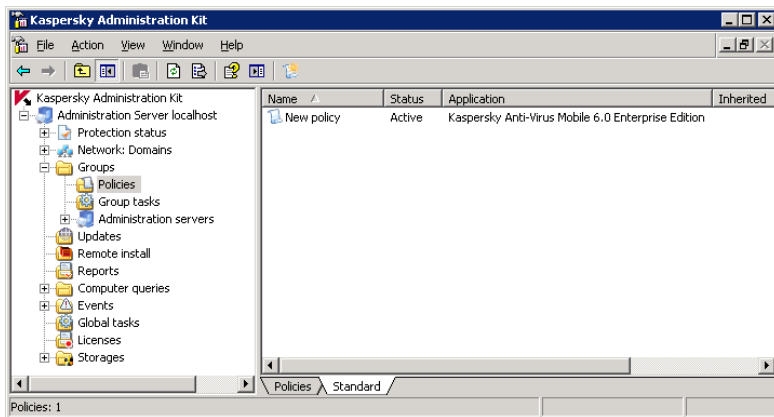 Kaspersky Administration Kit
File Action View Window Help
Kaspersky Administration Kit
Administration Server localhost
Protection status
Network: Domains
Groups
Policies
Group tasks
Administration servers
Updates
Remote install
Reports
Computer queries
Events
Global tasks
Licenses
Storages
Name Status Application Inherited
New policy Active Kaspersky Anti-Virus Mobile 6.0 Enterprise Edition
Policies Standard
Policies: 1